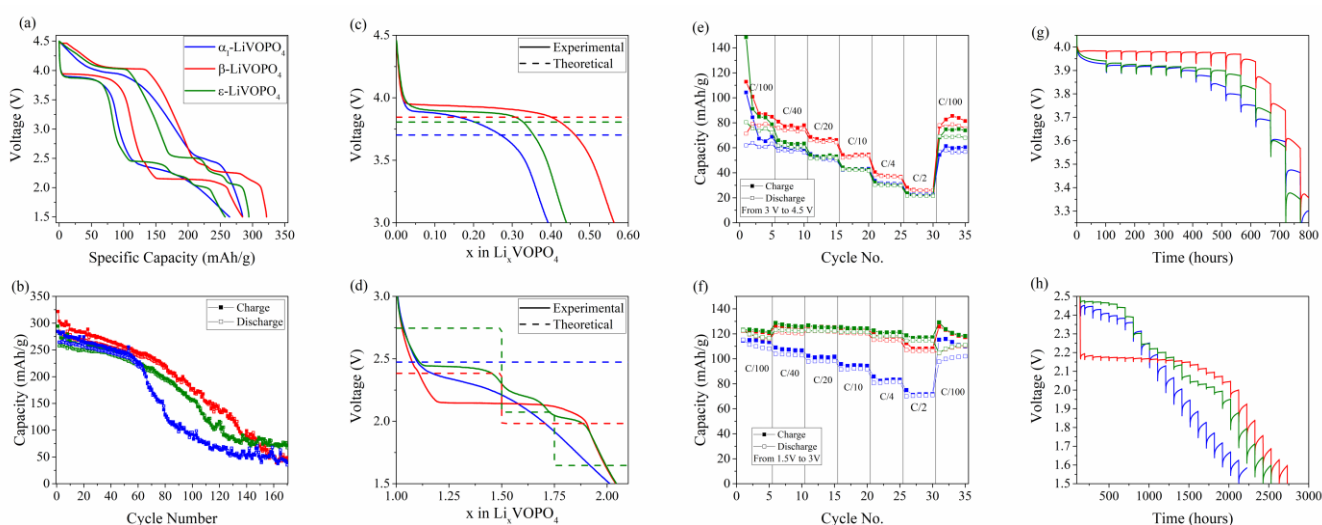 (a)
4.5
4.0
3.5
3.0
2.5
2.0
1.5
Voltage (V)
α₁-LiVOPO₄
β-LiVOPO₄
ε-LiVOPO₄
0 50 100 150 200 250 300 350
Specific Capacity (mAh/g)
(b)
350
300
250
200
150
100
50
0
Capacity (mAh/g)
Charge
Discharge
0 20 40 60 80 100 120 140 160
Cycle Number
(c)
4.5
4.0
3.5
3.0
Voltage (V)
Experimental
Theoretical
0.00 0.10 0.20 0.30 0.40 0.50 0.60
x in LiₓVOPO₄
(d)
3.0
2.5
2.0
1.5
Voltage (V)
Experimental
Theoretical
1.00 1.25 1.50 1.75 2.00
x in LiₓVOPO₄
(e)
140
120
100
80
60
40
20
0
Capacity (mAh/g)
C/100
C/40
C/20
C/10
C/4
C/2
C/100
Charge
Discharge
From 3 V to 4.5 V
0 5 10 15 20 25 30 35
Cycle No.
(f)
140
120
100
80
60
40
20
0
Capacity (mAh/g)
C/100
C/40
C/20
C/10
C/4
C/2
C/100
Charge
Discharge
From 1.5V to 3V
0 5 10 15 20 25 30 35
Cycle No.
(g)
4.0
3.9
3.8
3.7
3.6
3.5
3.4
3.3
Voltage (V)
0 100 200 300 400 500 600 700 800
Time (hours)
(h)
2.5
2.4
2.3
2.2
2.1
2.0
1.9
1.8
1.7
1.6
1.5
Voltage (V)
500 1000 1500 2000 2500 3000
Time (hours)